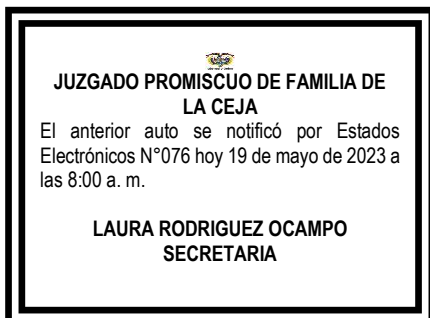 JUZGADO PROMISCUO DE FAMILIA DE
LA CEJA
El anterior auto se notificó por Estados
Electrónicos N°076 hoy 19 de mayo de 2023 a
las 8:00 a. m.
LAURA RODRIGUEZ OCAMPO
SECRETARIA